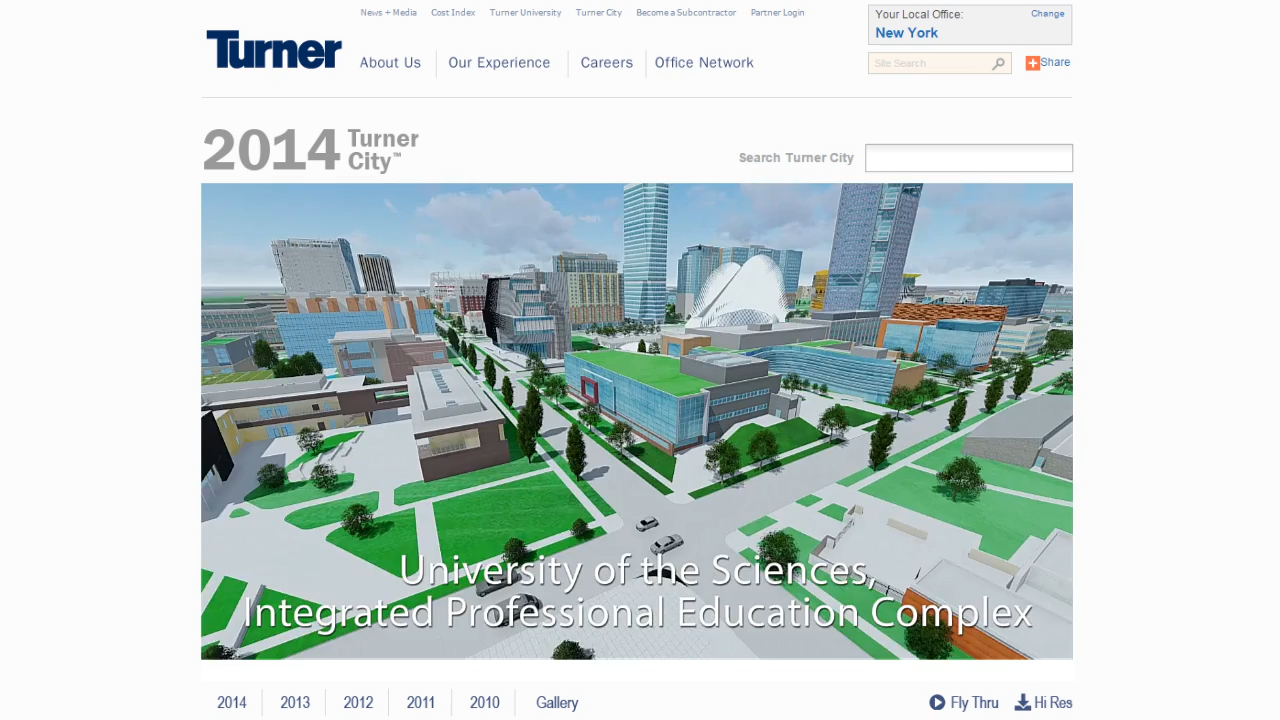 News + Media Cost Index Turner University Turner City Become a Subcontractor Partner Login
Your Local Office: Change
New York
Turner
About Us Our Experience Careers Office Network
Site Search
Share
2014 Turner City™
Search Turner City
University of the Sciences,
Integrated Professional Education Complex
2014 2013 2012 2011 2010 Gallery
Fly Thru Hi Res